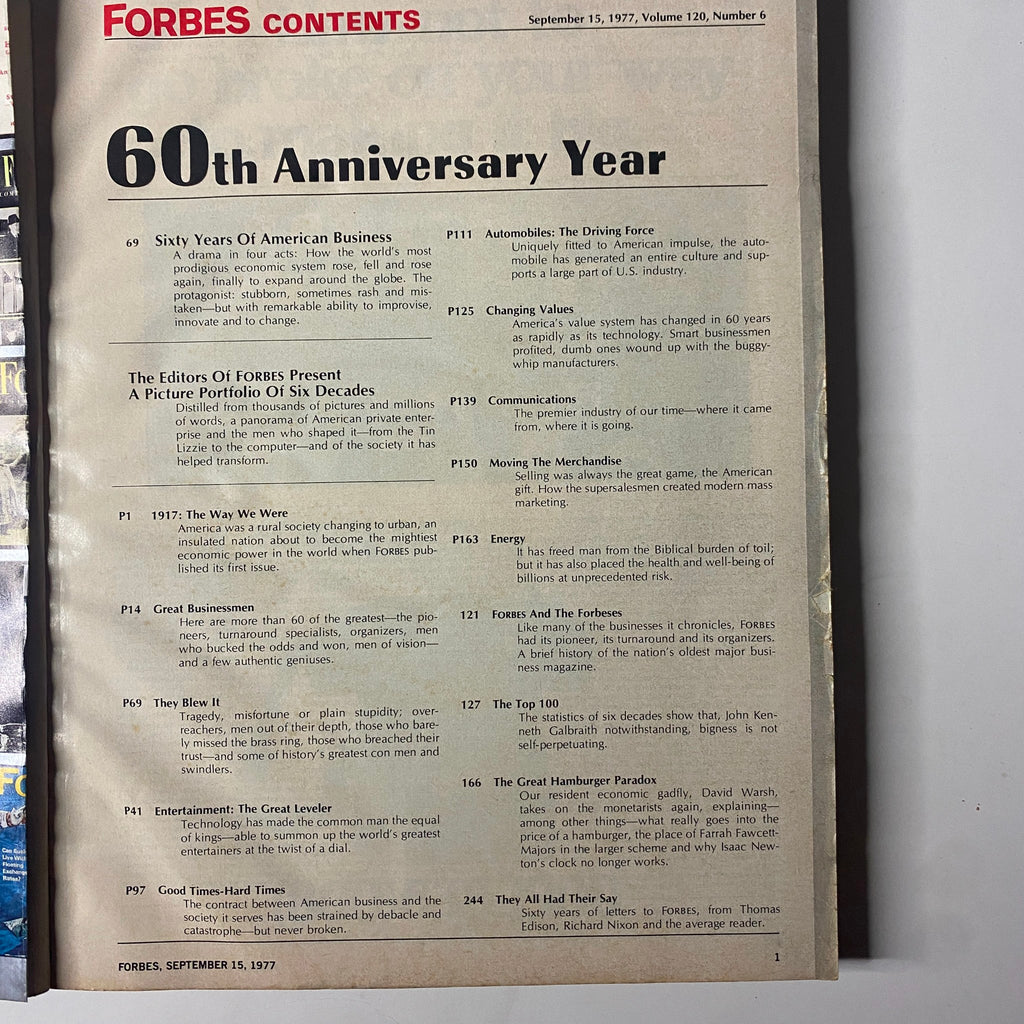 FORBES CONTENTS
September 15, 1977, Volume 120, Number 6
60th Anniversary Year
69 Sixty Years Of American Business
A drama in four acts: How the world's most
prodigious economic system rose, fell and rose
again, finally to expand around the globe. The
protagonist: stubborn, sometimes rash and mis-
taken—but with remarkable ability to improvise,
innovate and to change.
The Editors Of FORBES Present
A Picture Portfolio Of Six Decades
Distilled from thousands of pictures and millions
of words, a panorama of American private enter-
prise and the men who shaped it—from the Tin
Lizzie to the computer—and of the society it has
helped transform.
P1 1917: The Way We Were
America was a rural society changing to urban, an
insulated nation about to become the mightiest
economic power in the world when FORBES pub-
lished its first issue.
P14 Great Businessmen
Here are more than 60 of the greatest—the pio-
neers, turnaround specialists, organizers, men
who bucked the odds and won, men of vision—
and a few authentic geniuses.
P69 They Blew It
Tragedy, misfortune or plain stupidity; over-
reachers, men out of their depth, those who bare-
ly missed the brass ring, those who breached their
trust—and some of history's greatest con men and
swindlers.
P41 Entertainment: The Great Leveler
Technology has made the common man the equal
of kings—able to summon up the world's greatest
entertainers at the twist of a dial.
P97 Good Times-Hard Times
The contract between American business and the
society it serves has been strained by debacle and
catastrophe—but never broken.
P111 Automobiles: The Driving Force
Uniquely fitted to American impulse, the auto-
mobile has generated an entire culture and sup-
ports a large part of U.S. industry.
P125 Changing Values
America's value system has changed in 60 years
as rapidly as its technology. Smart businessmen
profited, dumb ones wound up with the buggy-
whip manufacturers.
P139 Communications
The premier industry of our time—where it came
from, where it is going.
P150 Moving The Merchandise
Selling was always the great game, the American
gift. How the supersalesmen created modern mass
marketing.
P163 Energy
It has freed man from the Biblical burden of toil;
but it has also placed the health and well-being of
billions at unprecedented risk.
121 FORBES And The Forbeses
Like many of the businesses it chronicles, FORBES
had its pioneer, its turnaround and its organizers.
A brief history of the nation's oldest major busi-
ness magazine.
127 The Top 100
The statistics of six decades show that, John Ken-
neth Galbraith notwithstanding, bigness is not
self-perpetuating.
166 The Great Hamburger Paradox
Our resident economic gadfly, David Warsh,
takes on the monetarists again, explaining—
among other things—what really goes into the
price of a hamburger, the place of Farrah Fawcett-
Majors in the larger scheme and why Isaac New-
ton's clock no longer works.
244 They All Had Their Say
Sixty years of letters to FORBES, from Thomas
Edison, Richard Nixon and the average reader.
FORBES, SEPTEMBER 15, 1977
1